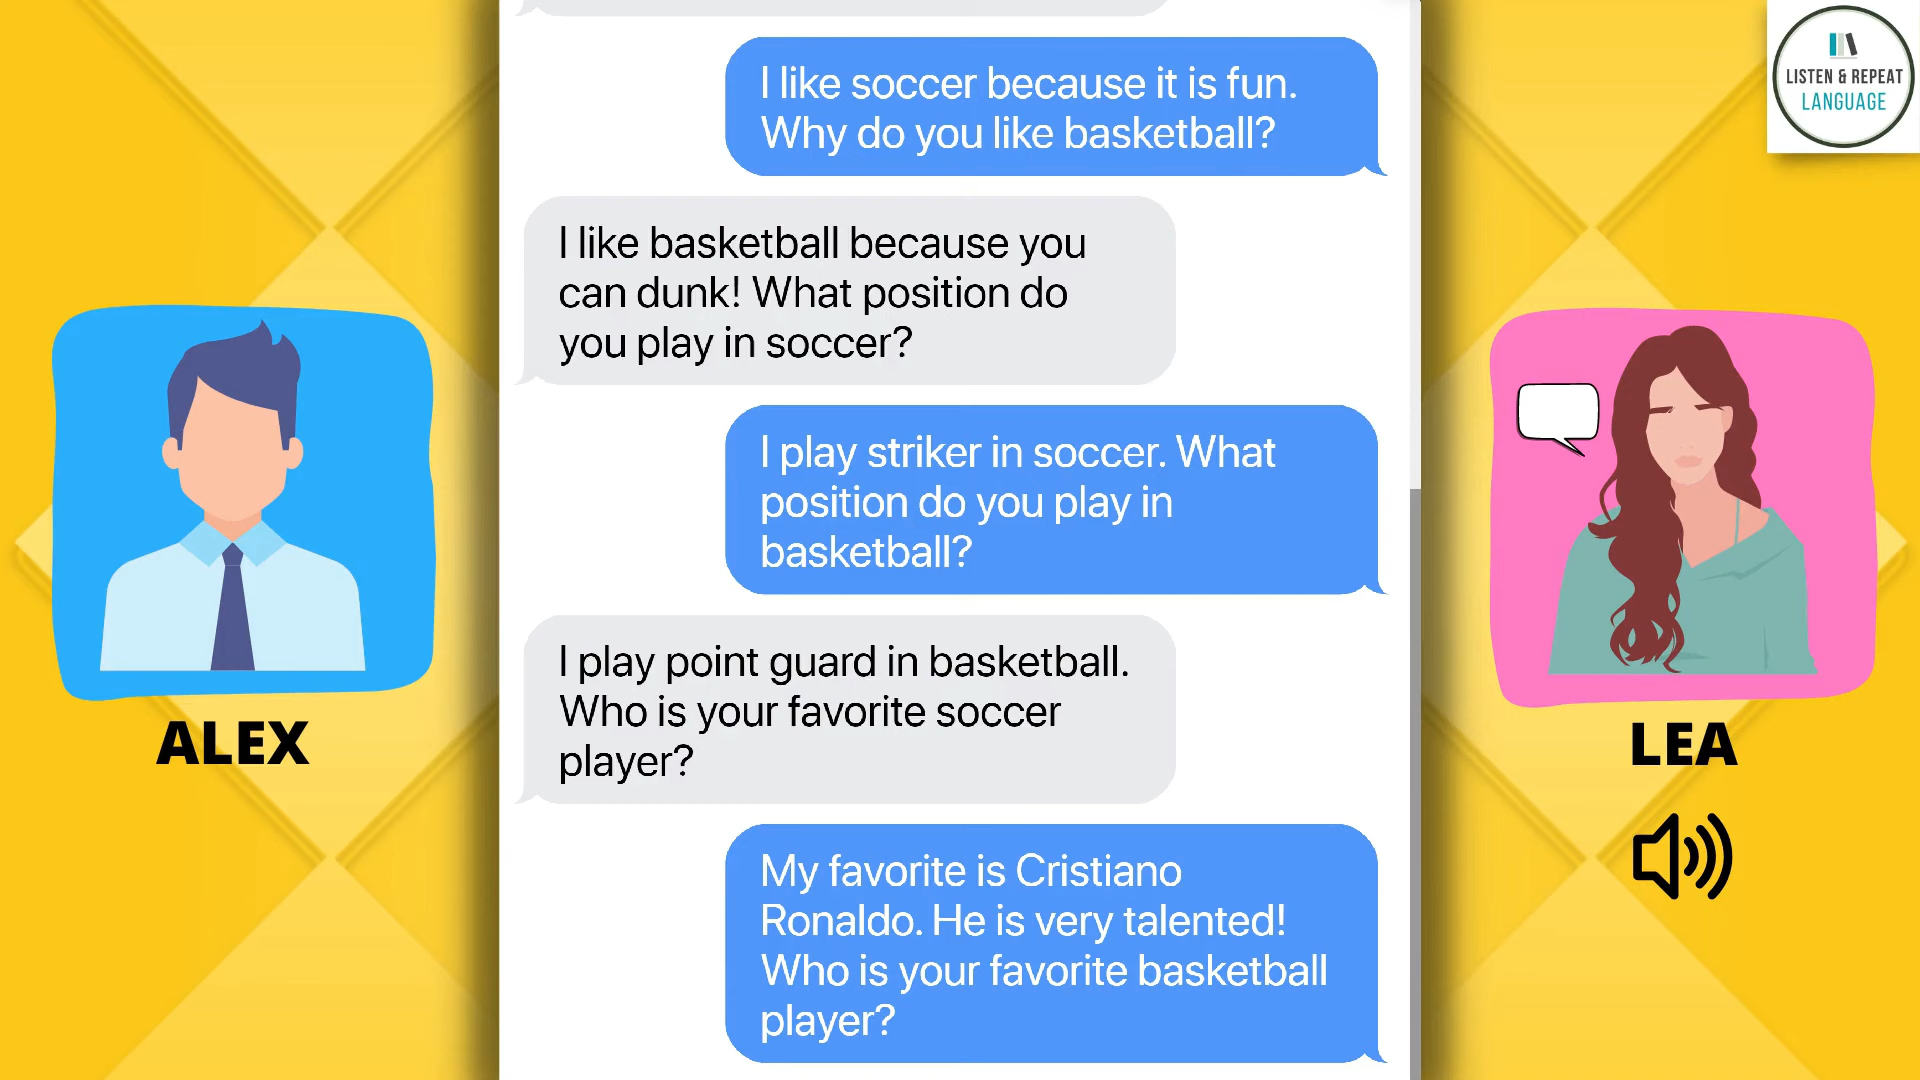 I like soccer because it is fun.
Why do you like basketball?
I like basketball because you
can dunk! What position do
you play in soccer?
I play striker in soccer. What
position do you play in
basketball?
I play point guard in basketball.
Who is your favorite soccer
player?
My favorite is Cristiano
Ronaldo. He is very talented!
Who is your favorite basketball
player?
ALEX
LEA
LISTEN & REPEAT
LANGUAGE